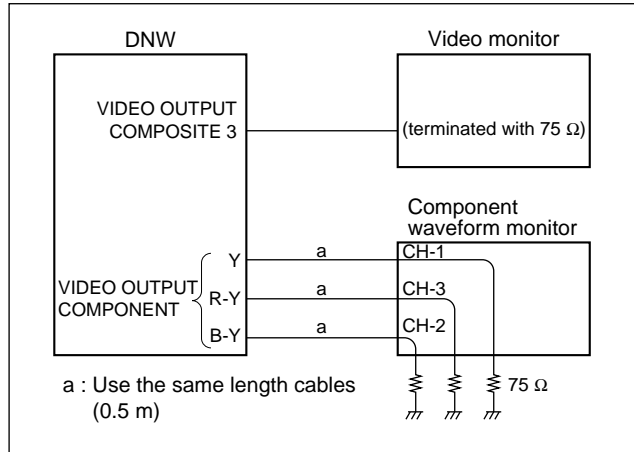 DNW
Video monitor
VIDEO OUTPUT
COMPOSITE 3
(terminated with 75 Ω)
Component
waveform monitor
VIDEO OUTPUT
COMPONENT
Y
a
CH-1
R-Y
a
CH-3
B-Y
a
CH-2
75 Ω
a : Use the same length cables
(0.5 m)